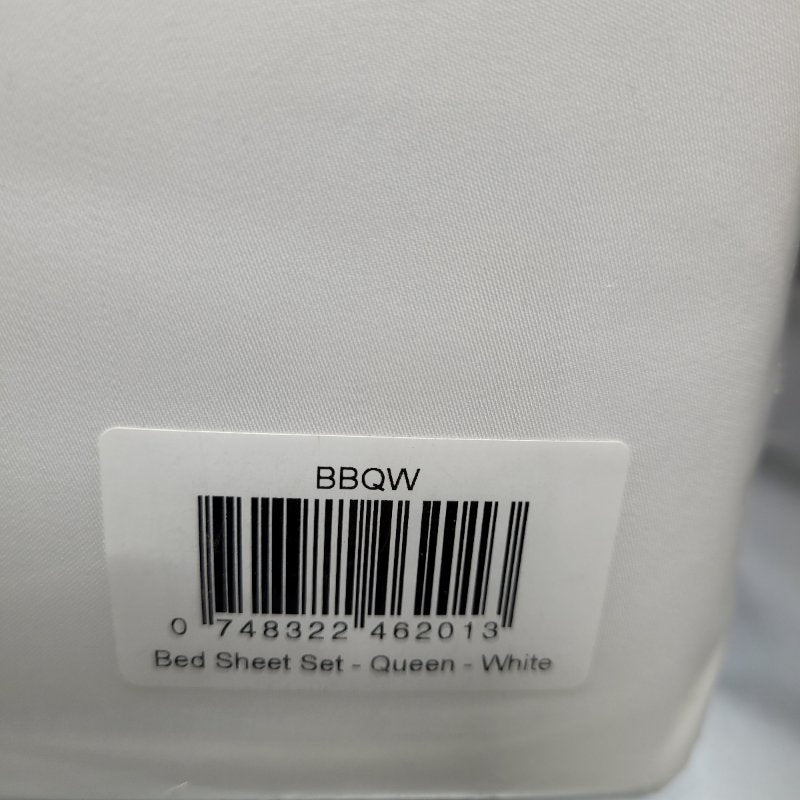 BBQW
0 748322 462013
Bed Sheet Set - Queen - White